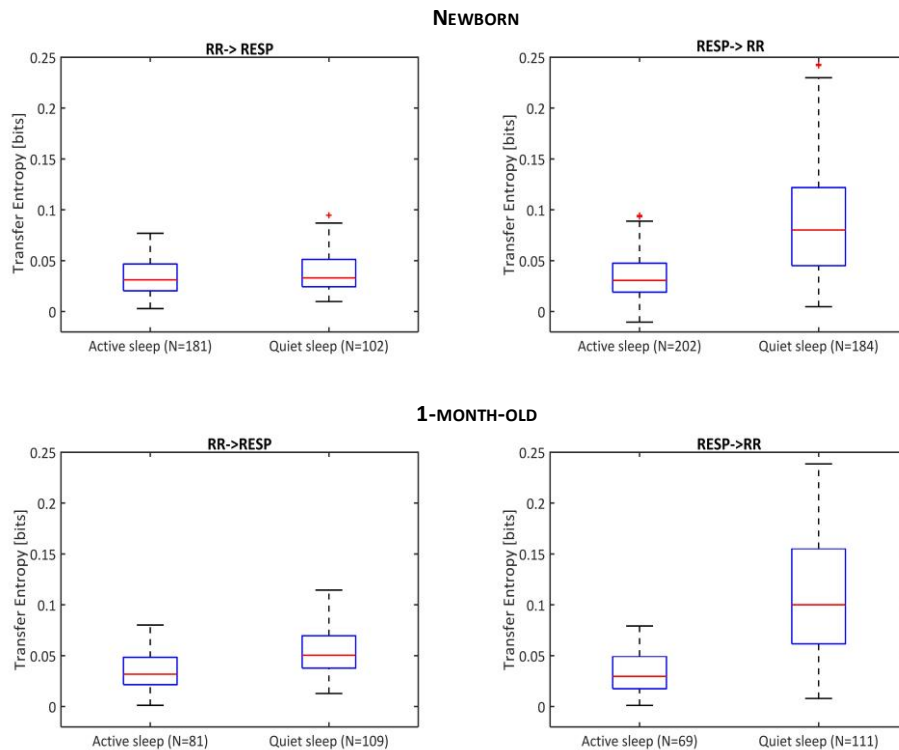 NEWBORN
RR-> RESP
RESP-> RR
Transfer Entropy [bits]
0.25
0.2
0.15
0.1
0.05
0
Active sleep (N=181) Quiet sleep (N=102)
Transfer Entropy [bits]
0.25
0.2
0.15
0.1
0.05
0
Active sleep (N=202) Quiet sleep (N=184)
1-MONTH-OLD
RR->RESP
RESP->RR
Transfer Entropy [bits]
0.25
0.2
0.15
0.1
0.05
0
Active sleep (N=81) Quiet sleep (N=109)
Transfer Entropy [bits]
0.25
0.2
0.15
0.1
0.05
0
Active sleep (N=69) Quiet sleep (N=111)